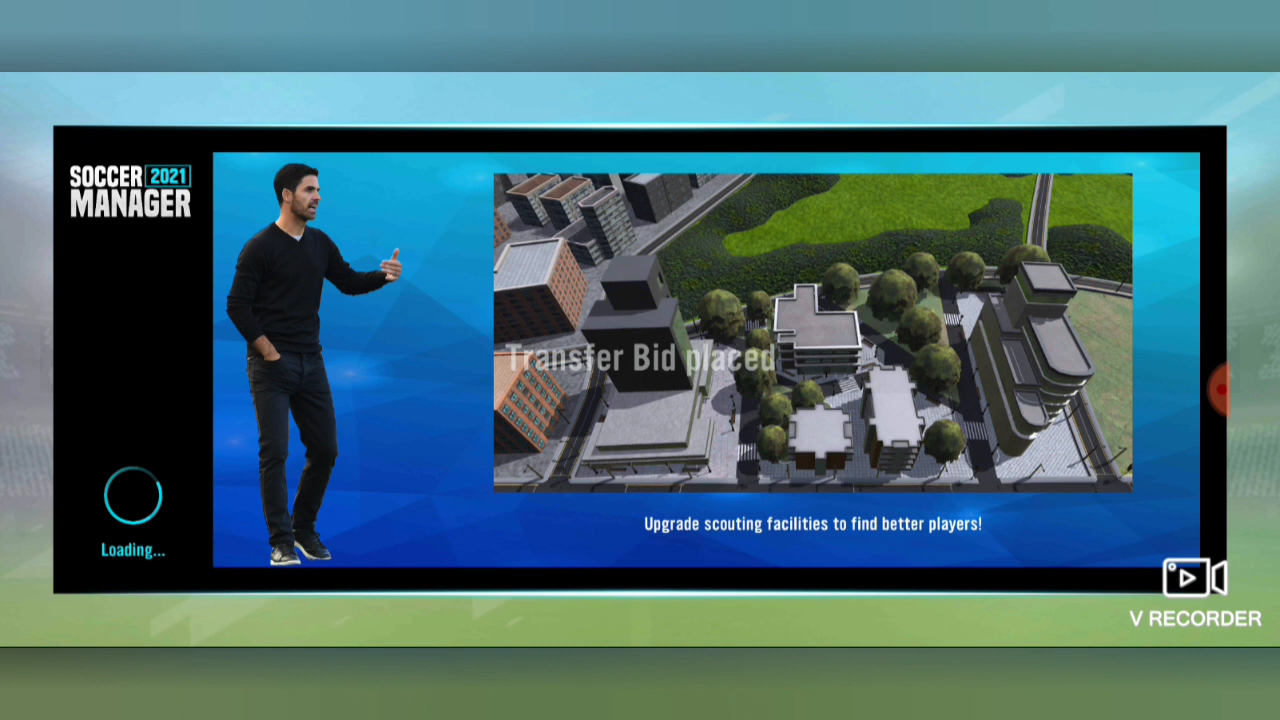 SOCCER 2021
MANAGER
Transfer Bid placed
Upgrade scouting facilities to find better players!
Loading...
V RECORDER